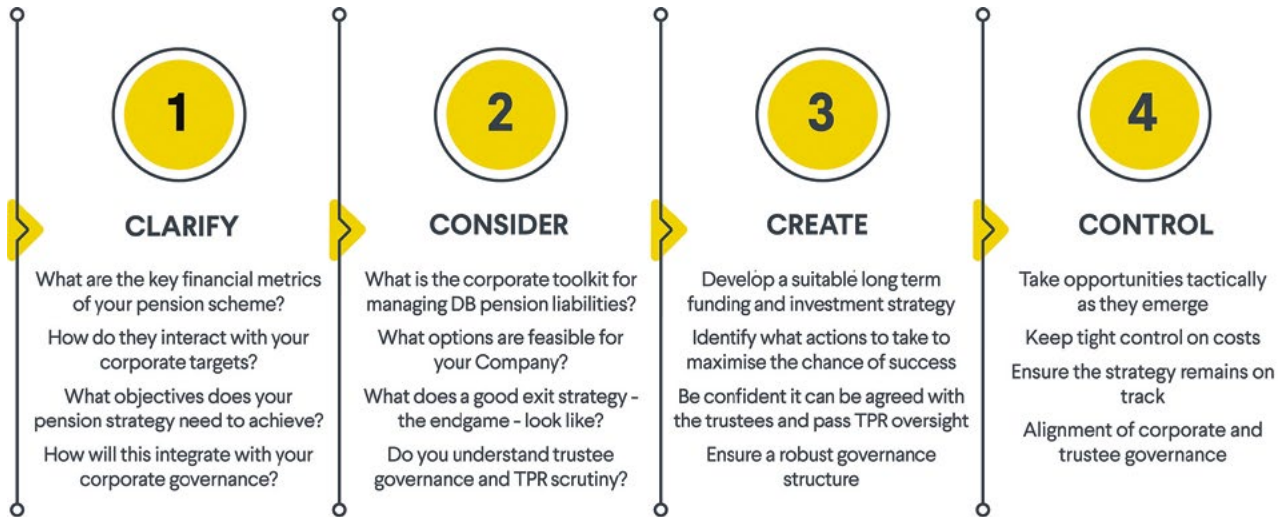 1
CLARIFY
What are the key financial metrics
of your pension scheme?
How do they interact with your
corporate targets?
What objectives does your
pension strategy need to achieve?
How will this integrate with your
corporate governance?
2
CONSIDER
What is the corporate toolkit for
managing DB pension liabilities?
What options are feasible for
your Company?
What does a good exit strategy -
the endgame - look like?
Do you understand trustee
governance and TPR scrutiny?
3
CREATE
Develop a suitable long term
funding and investment strategy
Identify what actions to take to
maximise the chance of success
Be confident it can be agreed with
the trustees and pass TPR oversight
Ensure a robust governance
structure
4
CONTROL
Take opportunities tactically
as they emerge
Keep tight control on costs
Ensure the strategy remains on
track
Alignment of corporate and
trustee governance